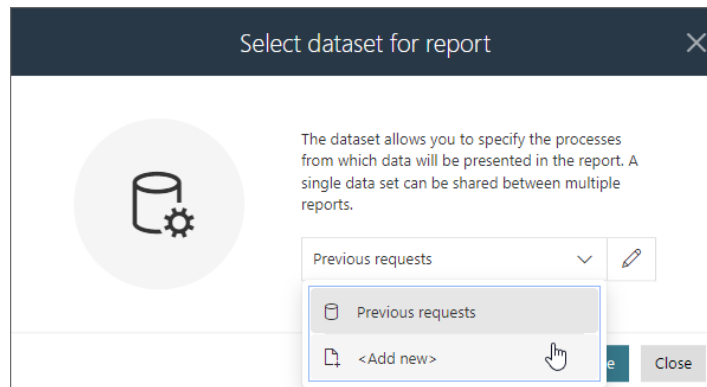 Select dataset for report
The dataset allows you to specify the processes
from which data will be presented in the report. A
single data set can be shared between multiple
reports.
Previous requests
Previous requests
<Add new>
Close